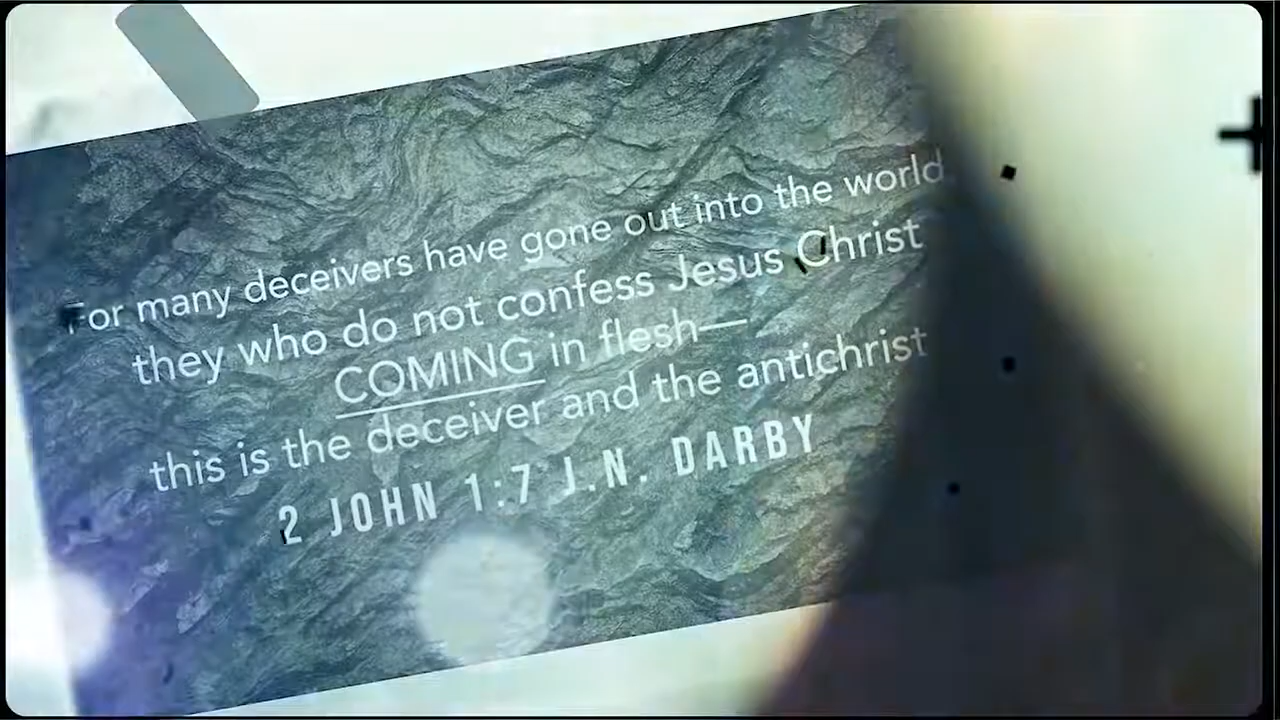 For many deceivers have gone out into the world
they who do not confess Jesus Christ
COMING in flesh—
this is the deceiver and the antichrist
2 JOHN 1:7 J.N. DARBY